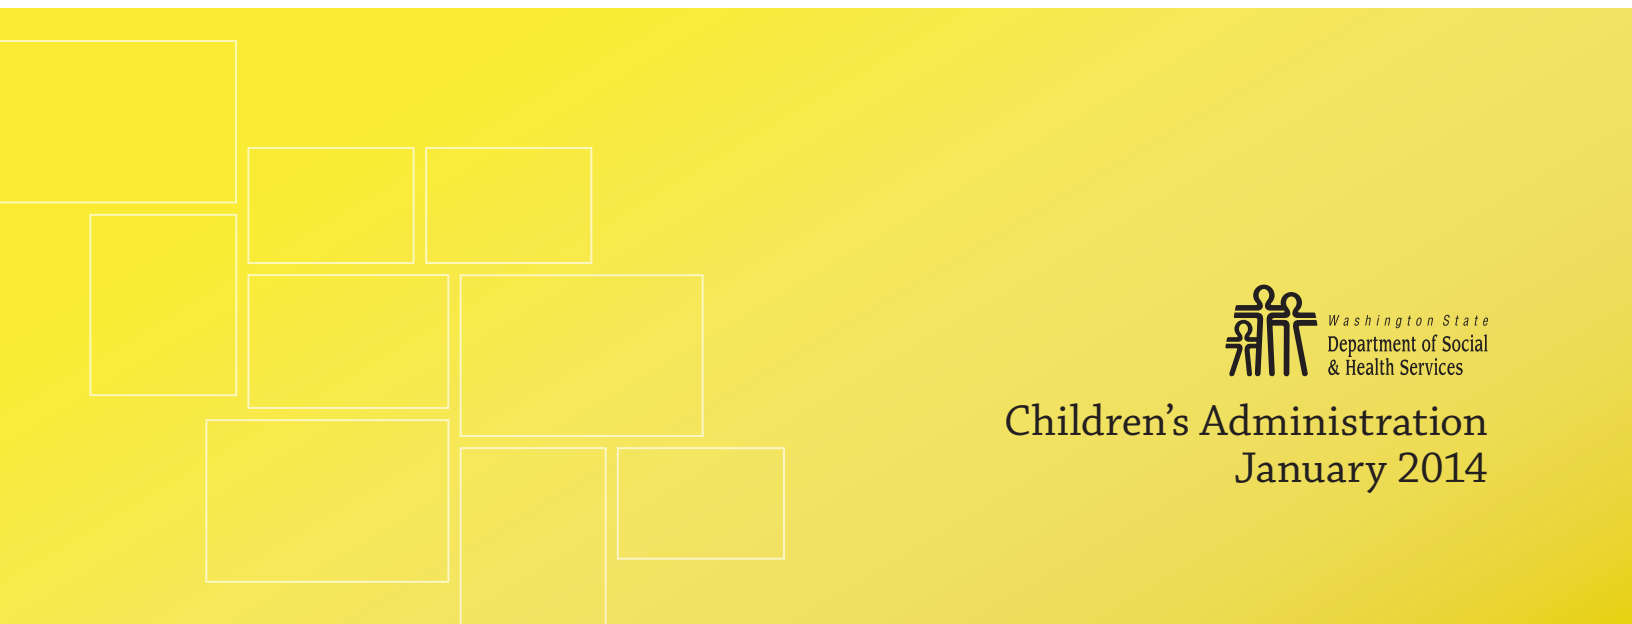 Washington State
Department of Social
& Health Services
Children’s Administration
January 2014